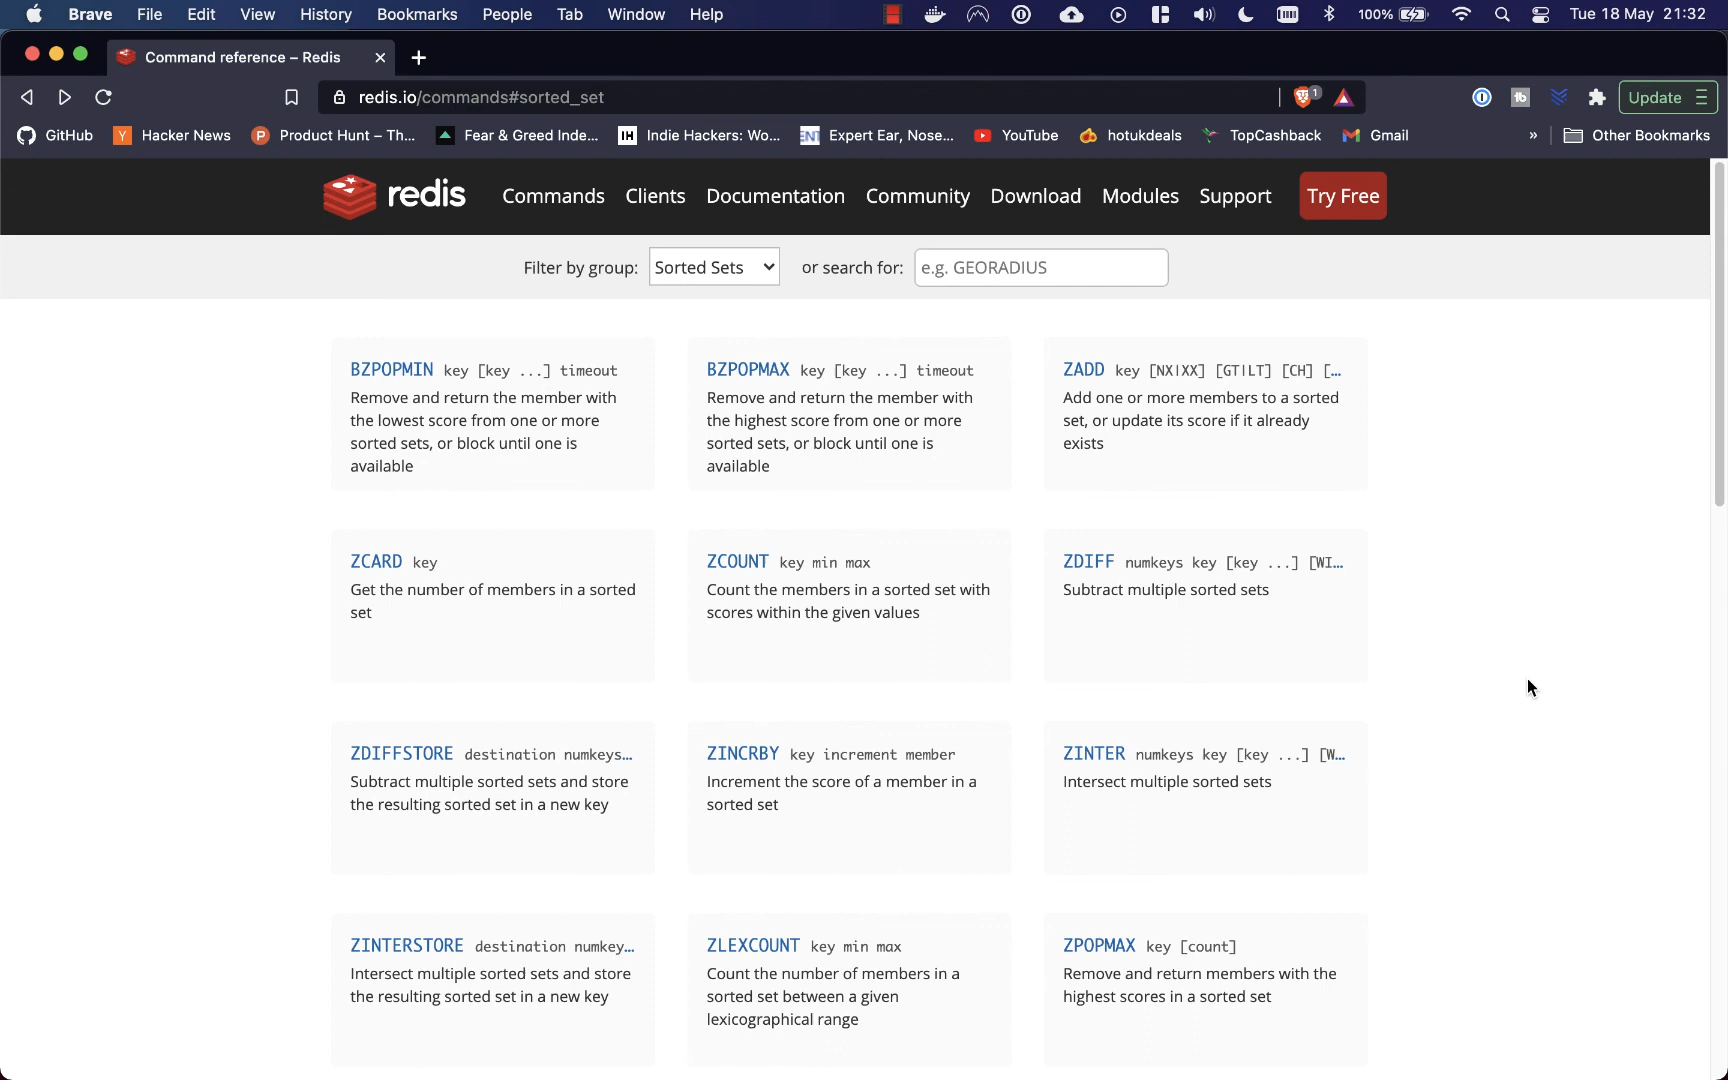 Brave File Edit View History Bookmarks People Tab Window Help 100% Tue 18 May 21:32
Command reference – Redis
redis.io/commands#sorted_set 1 Update
GitHub Hacker News Product Hunt – Th... Fear & Greed Inde... Indie Hackers: Wo... Expert Ear, Nose... YouTube hotukdeals TopCashback Gmail » Other Bookmarks
redis Commands Clients Documentation Community Download Modules Support Try Free
Filter by group: Sorted Sets or search for: e.g. GEORADIUS
BZPOPMIN key [key ...] timeout
Remove and return the member with
the lowest score from one or more
sorted sets, or block until one is
available
BZPOPMAX key [key ...] timeout
Remove and return the member with
the highest score from one or more
sorted sets, or block until one is
available
ZADD key [NX|XX] [GT|LT] [CH] [...
Add one or more members to a sorted
set, or update its score if it already
exists
ZCARD key
Get the number of members in a sorted
set
ZCOUNT key min max
Count the members in a sorted set with
scores within the given values
ZDIFF numkeys key [key ...] [WI...
Subtract multiple sorted sets
ZDIFFSTORE destination numkeys...
Subtract multiple sorted sets and store
the resulting sorted set in a new key
ZINCRBY key increment member
Increment the score of a member in a
sorted set
ZINTER numkeys key [key ...] [W...
Intersect multiple sorted sets
ZINTERSTORE destination numkey...
Intersect multiple sorted sets and store
the resulting sorted set in a new key
ZLEXCOUNT key min max
Count the number of members in a
sorted set between a given
lexicographical range
ZPOPMAX key [count]
Remove and return members with the
highest scores in a sorted set